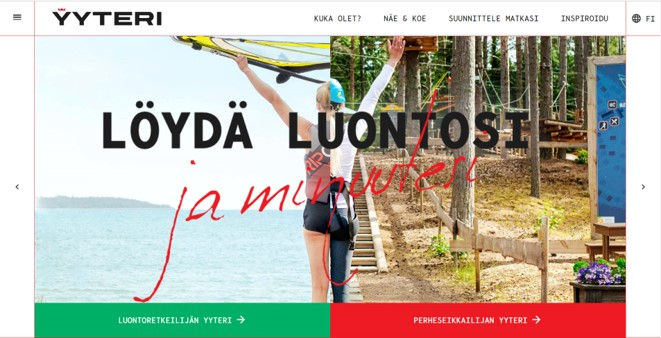 YYTERI
KUKA OLET?
NÄE & KOE
SUUNNITTELE MATKASI
INSPIROIDU
FI
LÖYDÄ LUONTOSI
ja minuutesi
LUONTORETKEILIJÄN YYTERI →
PERHESEIKKAILIJAN YYTERI →